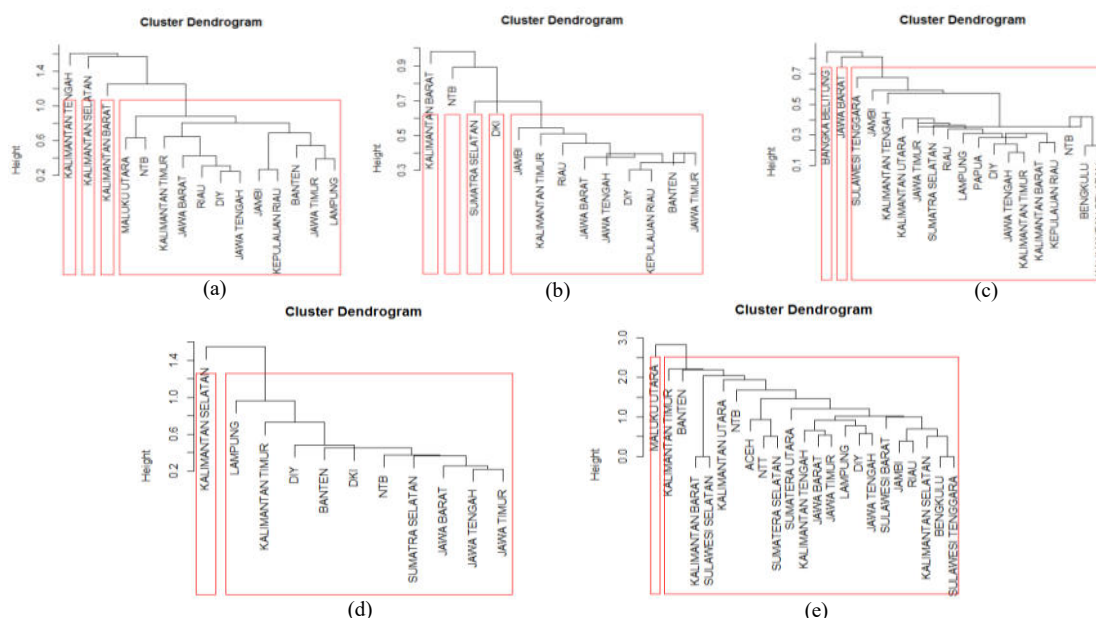 Cluster Dendrogram
Height
1.4
1.0
0.6
0.2
KALIMANTAN TENGAH
KALIMANTAN SELATAN
KALIMANTAN BARAT
MALUKU UTARA
NTB
KALIMANTAN TIMUR
JAWA BARAT
RIAU
DIY
JAWA TENGAH
JAMBI
KEPULAUAN RIAU
BANTEN
JAWA TIMUR
LAMPUNG
(a)
Cluster Dendrogram
Height
0.9
0.7
0.5
0.3
KALIMANTAN BARAT
NTB
SUMATRA SELATAN
DKI
JAMBI
KALIMANTAN TIMUR
RIAU
JAWA BARAT
JAWA TENGAH
DIY
KEPULAUAN RIAU
BANTEN
JAWA TIMUR
(b)
Cluster Dendrogram
Height
0.7
0.5
0.3
0.1
BANGKA BELITUNG
JAWA BARAT
SULAWESI TENGGARA
JAMBI
KALIMANTAN TENGAH
KALIMANTAN UTARA
JAWA TIMUR
SUMATRA SELATAN
RIAU
LAMPUNG
PAPUA
DIY
JAWA TENGAH
KALIMANTAN TIMUR
KALIMANTAN BARAT
KEPULAUAN RIAU
NTB
BENGKULU
(c)
Cluster Dendrogram
Height
1.4
1.0
0.6
0.2
KALIMANTAN SELATAN
LAMPUNG
KALIMANTAN TIMUR
DIY
BANTEN
DKI
NTB
SUMATRA SELATAN
JAWA BARAT
JAWA TENGAH
JAWA TIMUR
(d)
Cluster Dendrogram
Height
3.0
2.0
1.0
0.0
MALUKU UTARA
KALIMANTAN TIMUR
BANTEN
KALIMANTAN BARAT
SULAWESI SELATAN
KALIMANTAN UTARA
NTB
ACEH
NTT
SUMATERA SELATAN
SUMATERA UTARA
KALIMANTAN TENGAH
JAWA BARAT
JAWA TIMUR
LAMPUNG
DIY
JAWA TENGAH
SULAWESI BARAT
JAMBI
RIAU
KALIMANTAN SELATAN
BENGKULU
SULAWESI TENGGARA
(e)